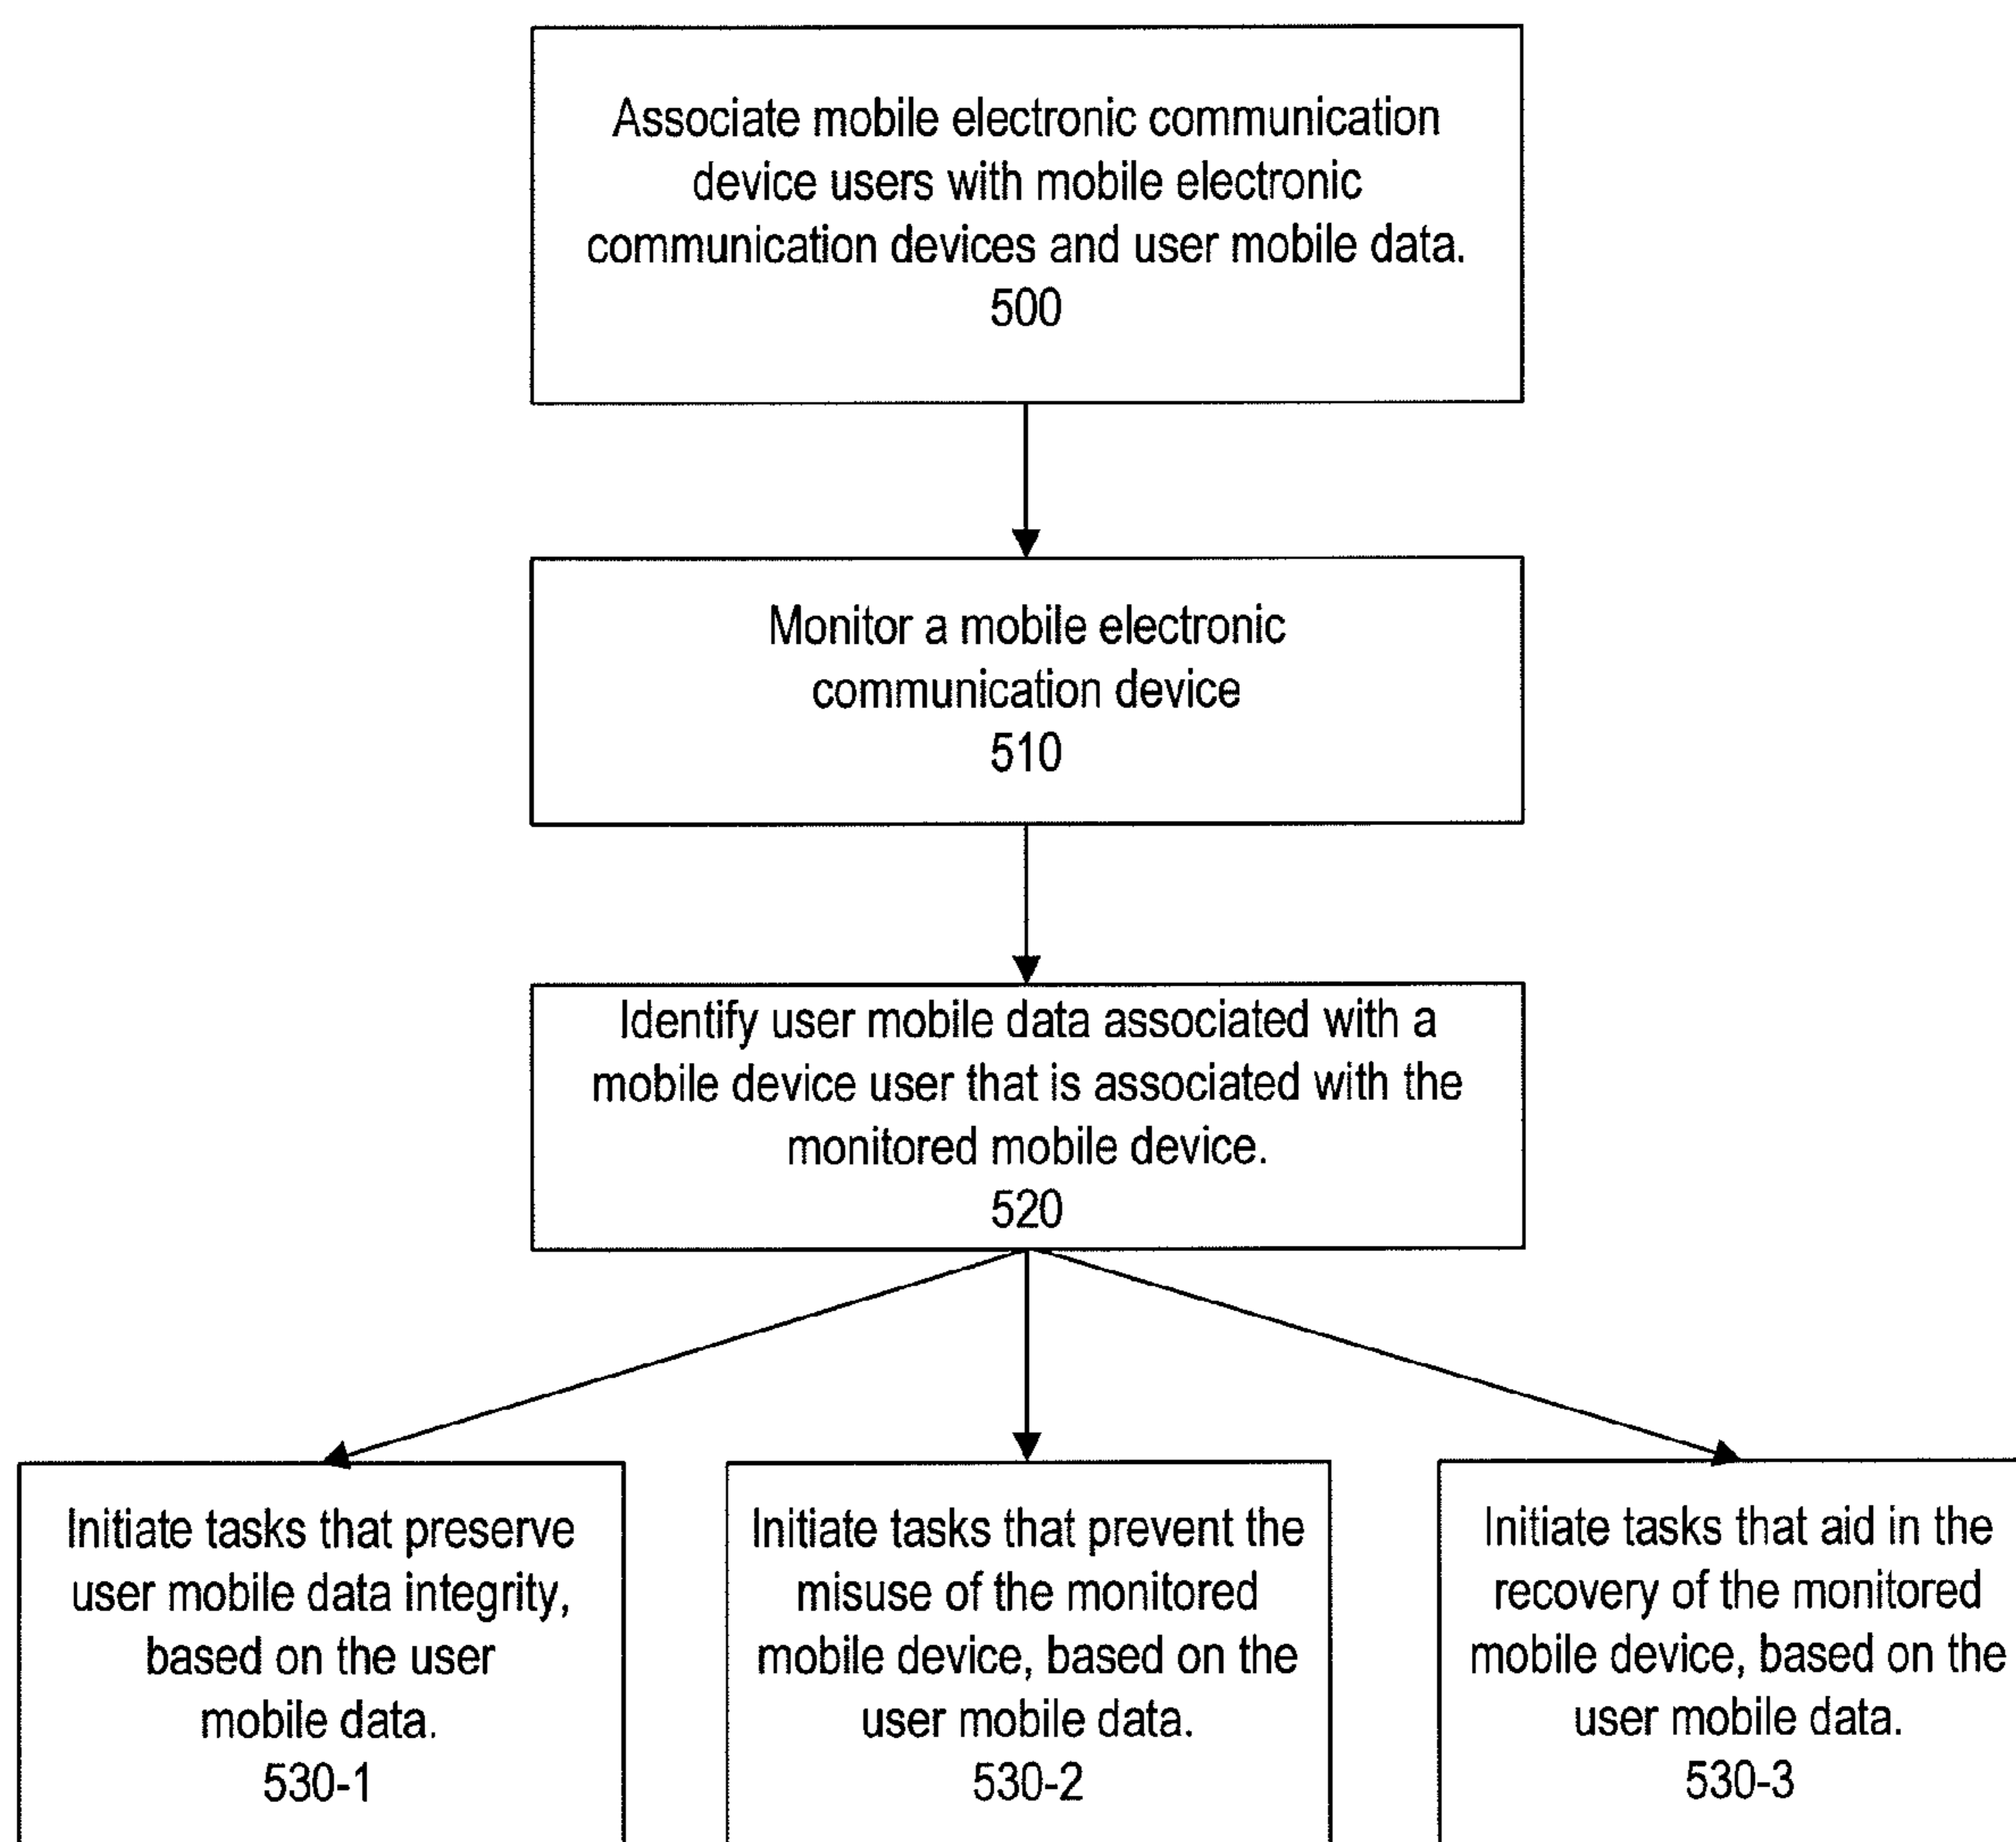 Associate mobile electronic communication
device users with mobile electronic
communication devices and user mobile data.
500
Monitor a mobile electronic
communication device
510
Identify user mobile data associated with a
mobile device user that is associated with the
monitored mobile device.
520
Initiate tasks that preserve
user mobile data integrity,
based on the user
mobile data.
530-1
Initiate tasks that prevent the
misuse of the monitored
mobile device, based on the
user mobile data.
530-2
Initiate tasks that aid in the
recovery of the monitored
mobile device, based on the
user mobile data.
530-3